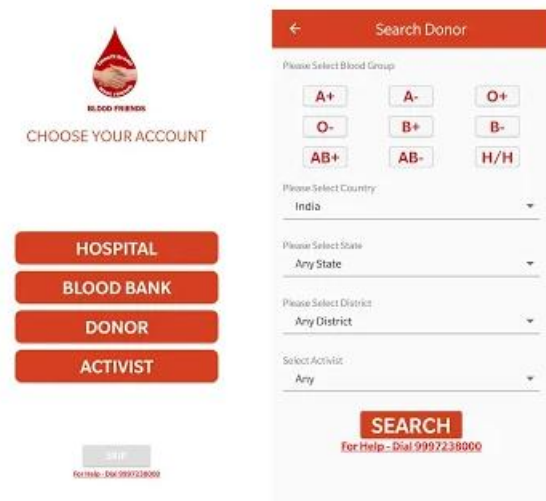 BLOOD FRIENDS
CHOOSE YOUR ACCOUNT
HOSPITAL
BLOOD BANK
DONOR
ACTIVIST
SKIP
For Help - Dial 9997238000
Search Donor
Please Select Blood Group
A+ A- O+
O- B+ B-
AB+ AB- H/H
Please Select Country
India
Please Select State
Any State
Please Select District
Any District
Select Activist
Any
SEARCH
For Help - Dial 9997238000